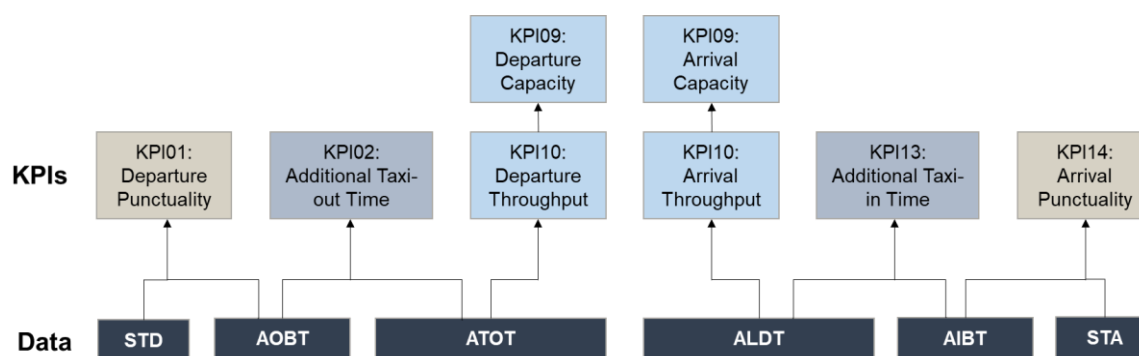 KPI09:
Departure
Capacity
KPI09:
Arrival
Capacity
KPIs
KPI01:
Departure
Punctuality
KPI02:
Additional Taxi-
out Time
KPI10:
Departure
Throughput
KPI10:
Arrival
Throughput
KPI13:
Additional Taxi-
in Time
KPI14:
Arrival
Punctuality
Data
STD
AOBT
ATOT
ALDT
AIBT
STA